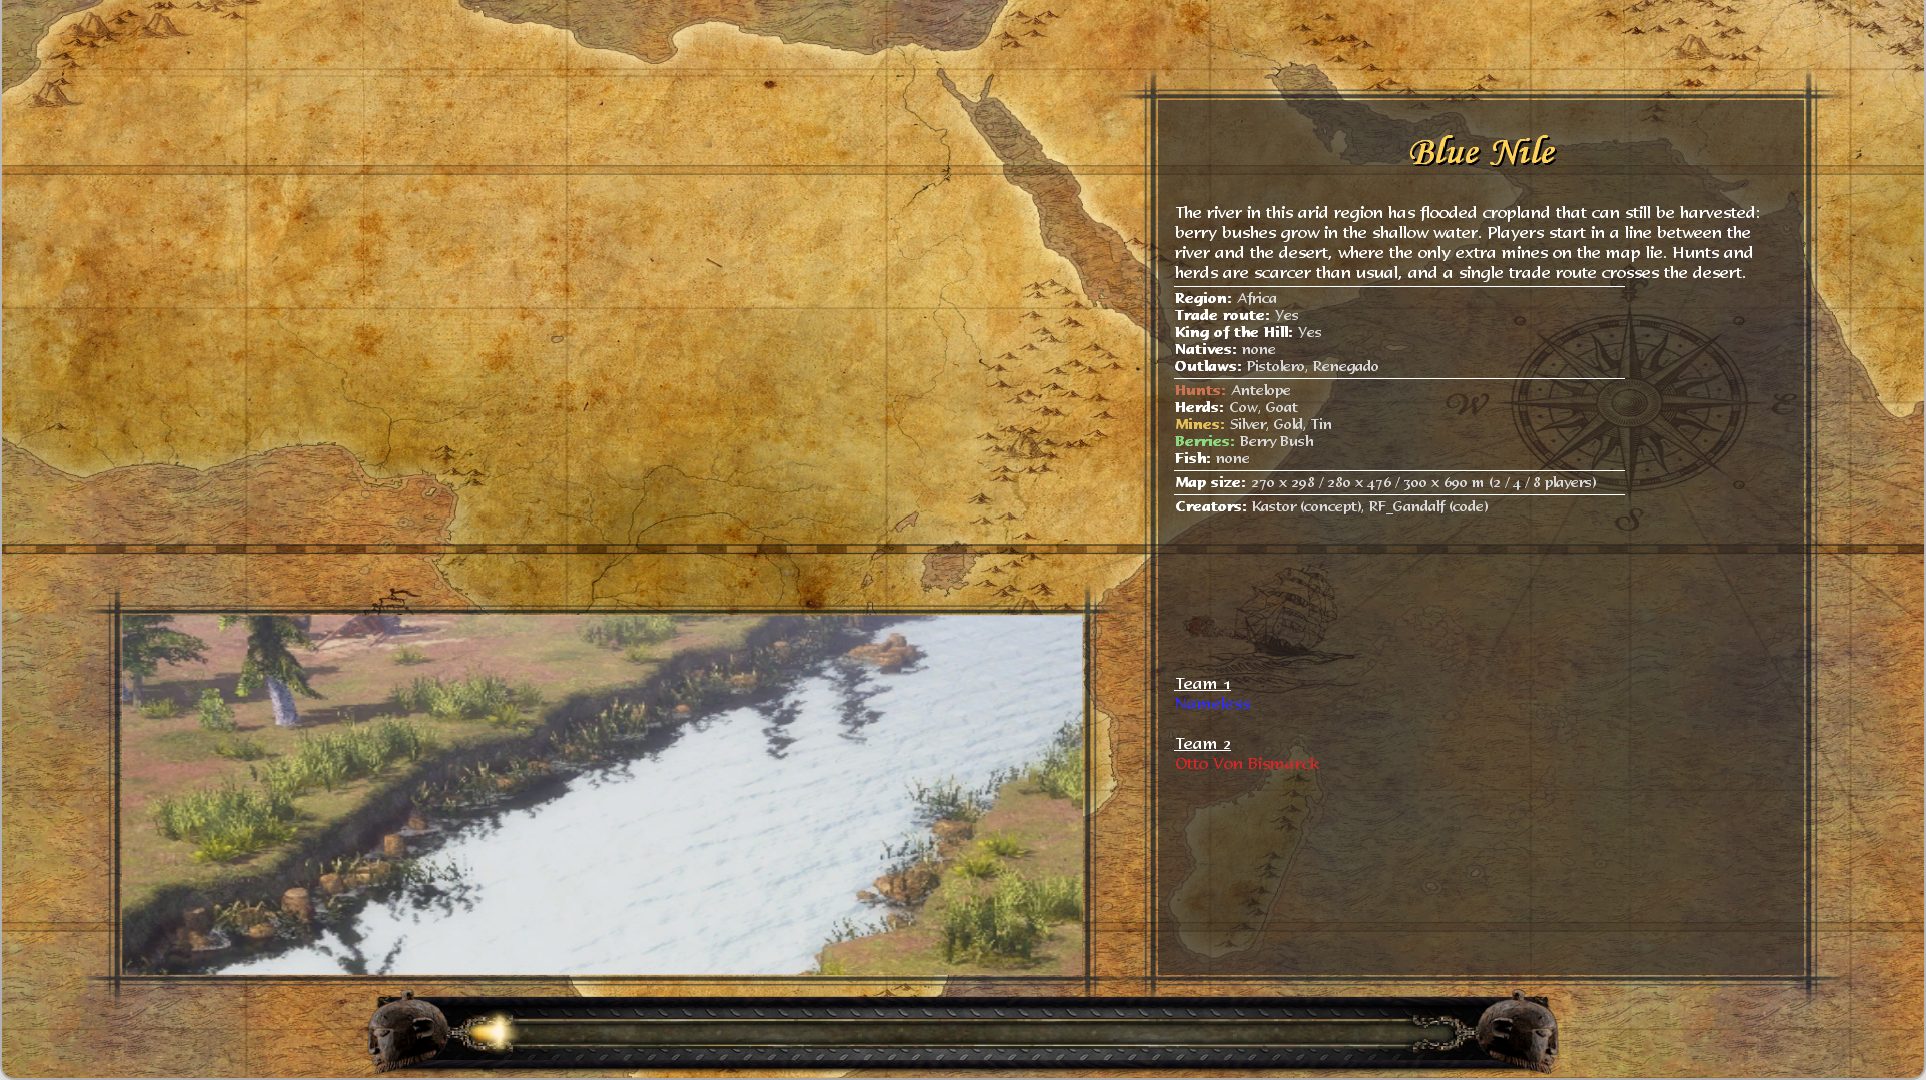 Blue Nile
The river in this arid region has flooded cropland that can still be harvested:
berry bushes grow in the shallow water. Players start in a line between the
river and the desert, where the only extra mines on the map lie. Hunts and
herds are scarcer than usual, and a single trade route crosses the desert.
Region: Africa
Trade route: Yes
King of the Hill: Yes
Natives: none
Outlaws: Pistolero, Renegado
Hunts: Antelope
Herds: Cow, Goat
Mines: Silver, Gold, Tin
Berries: Berry Bush
Fish: none
W
E
Map size: 270 x 298 / 280 x 476 / 300 x 690 m (2 / 4 / 8 players)
Creators: Kastor (concept), RF_Gandalf (code)
S
Team 1
Nameless
Team 2
Otto Von Bismarck